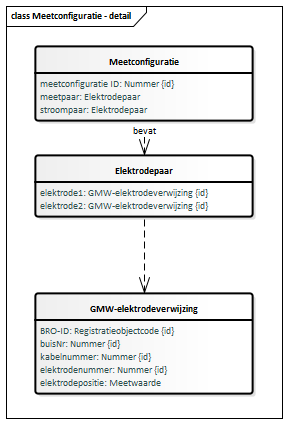 class Meetconfiguratie - detail
Meetconfiguratie
meetconfiguratie ID: Nummer {id}
meetpaar: Elektrodepaar
stroompaar: Elektrodepaar
bevat
Elektrodepaar
elektrode1: GMW-elektrodeverwijzing {id}
elektrode2: GMW-elektrodeverwijzing {id}
GMW-elektrodeverwijzing
BRO-ID: Registratieobjectcode {id}
buisNr: Nummer {id}
kabelnummer: Nummer {id}
elektrodenummer: Nummer {id}
elektrodepositie: Meetwaarde